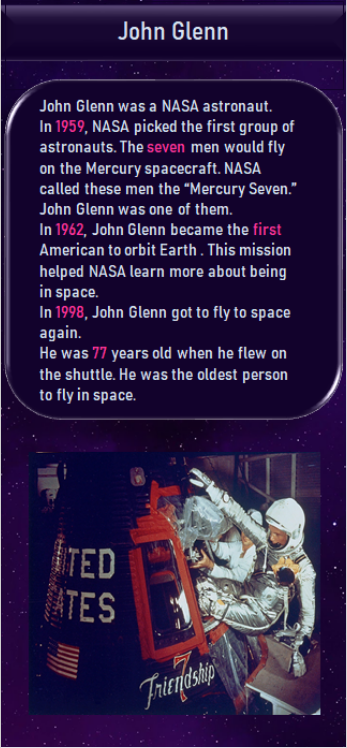 John Glenn
John Glenn was a NASA astronaut.
In 1959, NASA picked the first group of
astronauts. The seven men would fly
on the Mercury spacecraft. NASA
called these men the “Mercury Seven.”
John Glenn was one of them.
In 1962, John Glenn became the first
American to orbit Earth . This mission
helped NASA learn more about being
in space.
In 1998, John Glenn got to fly to space
again.
He was 77 years old when he flew on
the shuttle. He was the oldest person
to fly in space.
TED
TES
7
Friendship